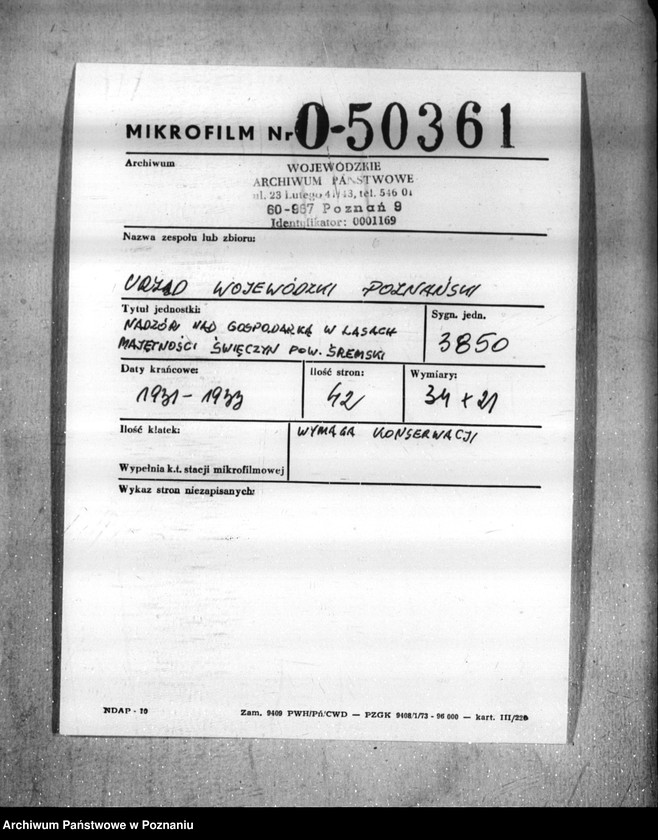 MIKROFILM Nr O-50361
Archiwum
WOJEWÓDZKIE
ARCHIWUM PAŃSTWOWE
ul. 23 Lutego 41/43, tel. 546 01
60-967 Poznań 9
Identyfikator: 0001169
Nazwa zespołu lub zbioru:
URZĄD WOJEWÓDZKI POZNAŃSKI
Tytuł jednostki:
NADZÓR NAD GOSPODARKĄ W LASACH
MAJĘTNOŚCI ŚWIĘCZYN POW. ŚREMSKI
Sygn. jedn.
3850
Daty krańcowe:
1931 - 1933
Ilość stron:
42
Wymiary:
34 x 21
Ilość klatek:
Wypełnia k.t. stacji mikrofilmowej
WYMAGA KONSERWACJI
Wykaz stron niezapisanych:
NDAP - 10
Zam. 9409 PWH/Pń/CWD — PZGK 9408/1/73 - 96 000 — kart. III/220
Archiwum Państwowe w Poznaniu